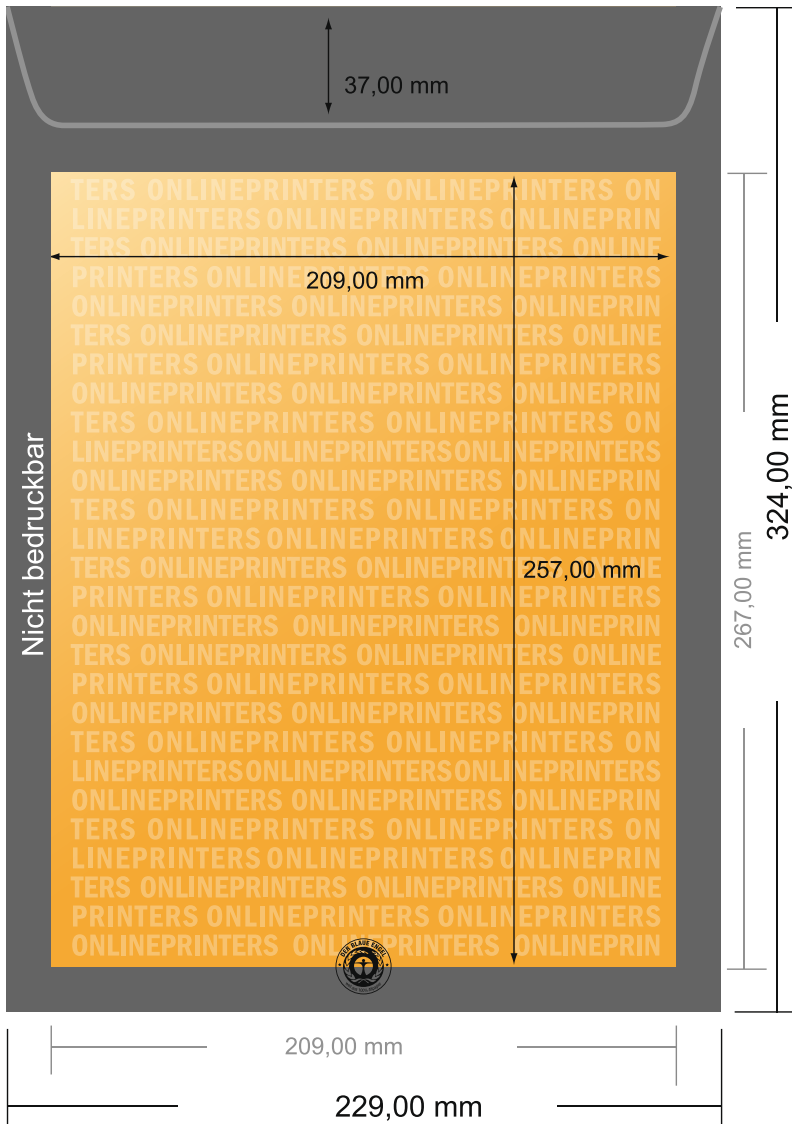 37,00 mm
TERS ONLINEPRINTERS ONLINEPRINTERS ON
LINEPRINTERS ONLINEPRINTERS ONLINEPRIN
TERS ONLINEPRINTERS ONLINEPRINTERS ONLINE
PRINTERS ONLINEPRINTERS ONLINEPRINTERS
209,00 mm
ONLINEPRINTERS ONLINEPRINTERS ONLINEPRIN
TERS ONLINEPRINTERS ONLINEPRINTERS ONLINE
PRINTERS ONLINEPRINTERS ONLINEPRINTERS
ONLINEPRINTERS ONLINEPRINTERS ONLINEPRIN
TERS ONLINEPRINTERS ONLINEPRINTERS ON
LINEPRINTERSONLINEPRINTERSONLINEPRINTERS
ONLINEPRINTERS ONLINEPRINTERS ONLINEPRIN
TERS ONLINEPRINTERS ONLINEPRINTERS ON
LINEPRINTERS ONLINEPRINTERS ONLINEPRIN
TERS ONLINEPRINTERS ONLINEPRINTERS ONLINE
257,00 mm
PRINTERS ONLINEPRINTERS ONLINEPRINTERS
ONLINEPRINTERS ONLINEPRINTERS ONLINEPRIN
TERS ONLINEPRINTERS ONLINEPRINTERS ONLINE
PRINTERS ONLINEPRINTERS ONLINEPRINTERS
ONLINEPRINTERS ONLINEPRINTERS ONLINEPRIN
TERS ONLINEPRINTERS ONLINEPRINTERS ON
LINEPRINTERSONLINEPRINTERSONLINEPRINTERS
ONLINEPRINTERS ONLINEPRINTERS ONLINEPRIN
TERS ONLINEPRINTERS ONLINEPRINTERS ON
LINEPRINTERS ONLINEPRINTERS ONLINEPRIN
TERS ONLINEPRINTERS ONLINEPRINTERS ONLINE
PRINTERS ONLINEPRINTERS ONLINEPRINTERS
ONLINEPRINTERS ONLINEPRINTERS ONLINEPRIN
DER BLAUE ENGEL
Nicht bedruckbar
267,00 mm
324,00 mm
209,00 mm
229,00 mm